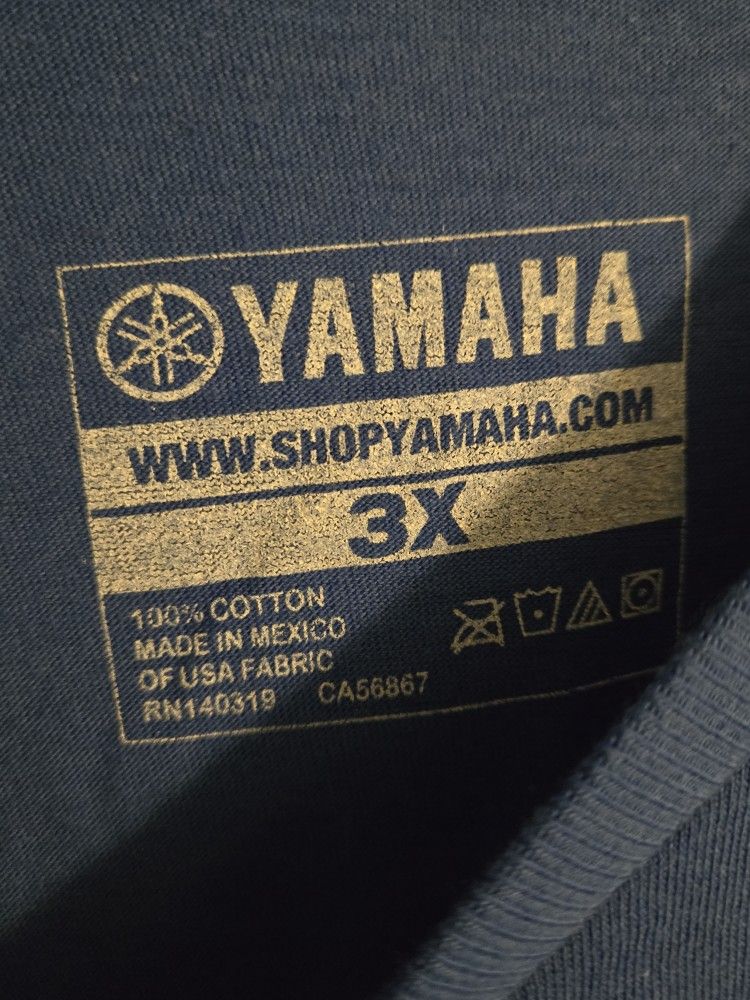 YAMAHA
WWW.SHOPYAMAHA.COM
3X
100% COTTON
MADE IN MEXICO
OF USA FABRIC
RN140319 CA56867